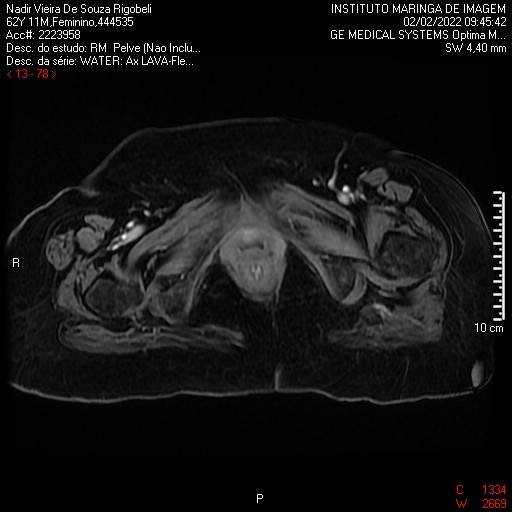 Nadir Vieira De Souza Rigobeli
62Y 11M,Feminino,444535
Acc#: 2223958
Desc. do estudo: RM  Pelve (Nao Inclu...
Desc. da série: WATER: Ax LAVA-Fle...
< 13 - 78 >
INSTITUTO MARINGA DE IMAGEM
02/02/2022 09:45:42
GE MEDICAL SYSTEMS Optima M...
SW 4,40 mm
R
10 cm
P
C 1334
W 2669